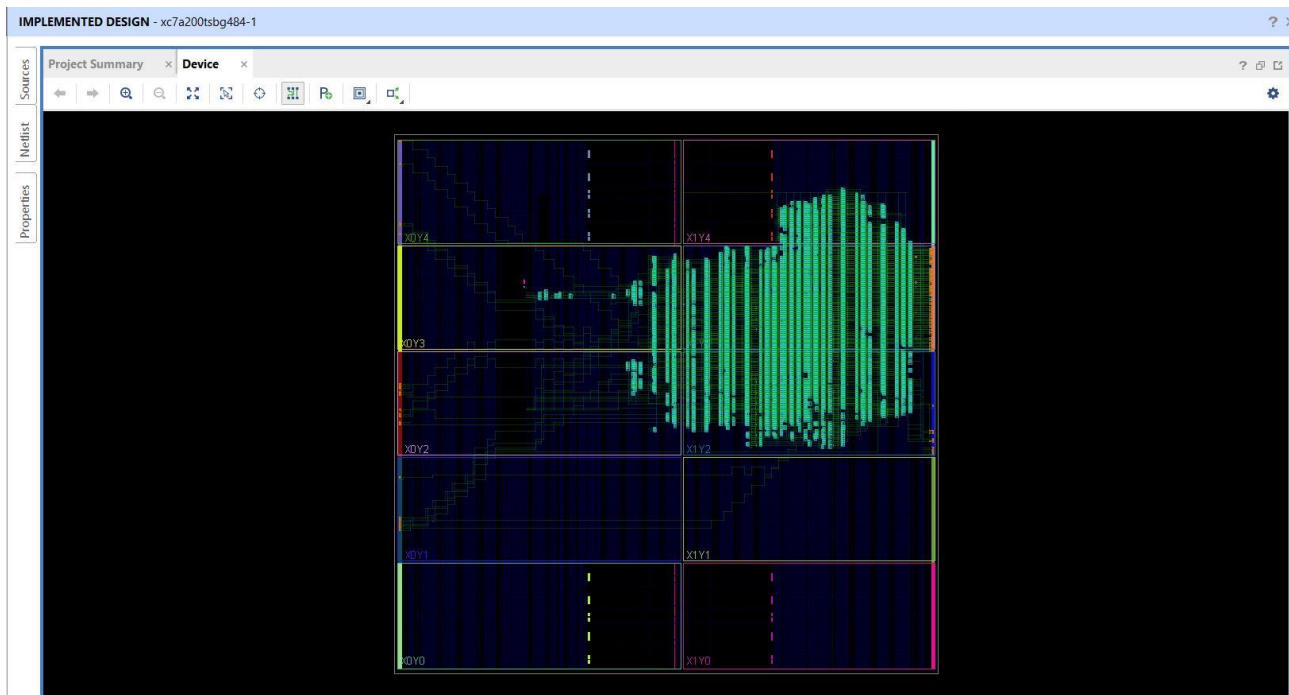 IMPLEMENTED DESIGN - xc7a200tsbg484-1
Sources
Netlist
Properties
Project Summary
Device
X0Y4
X1Y4
X0Y3
X0Y2
X1Y2
X0Y1
X1Y1
X0Y0
X1Y0